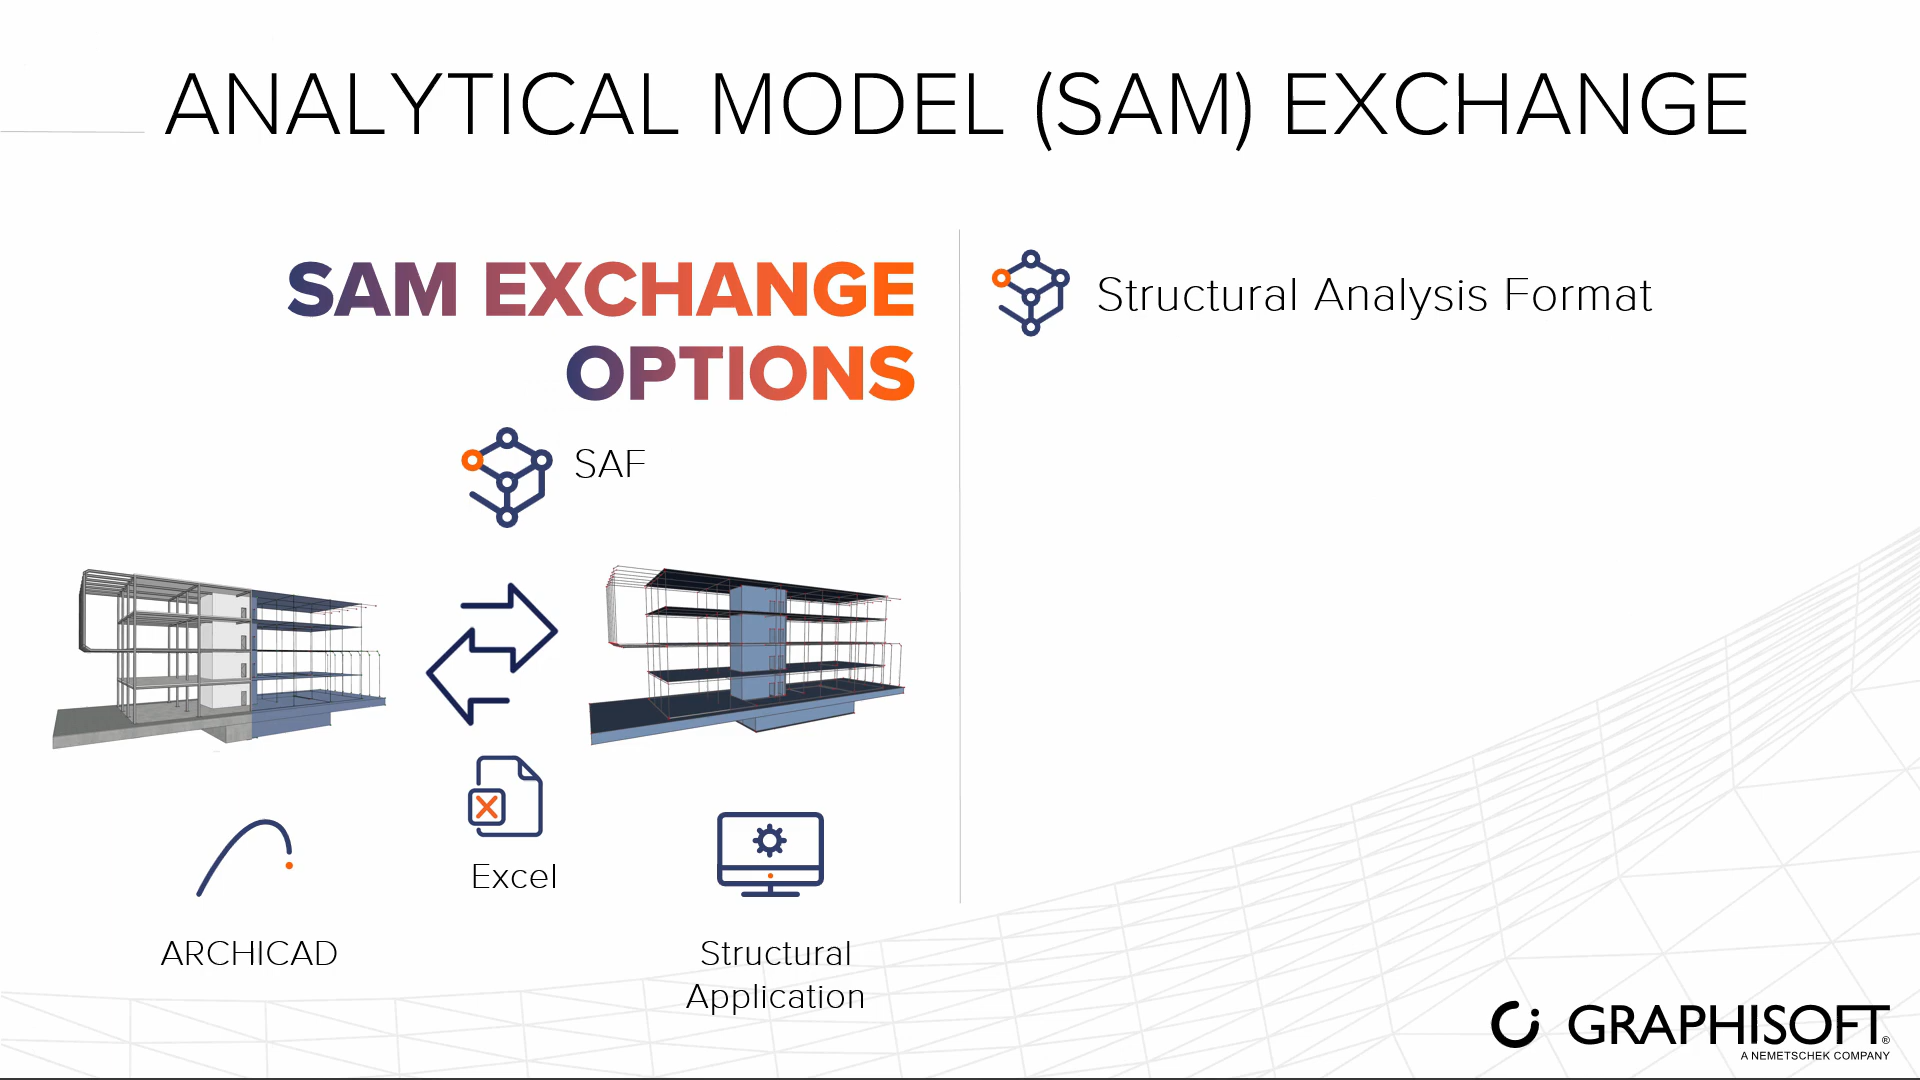 ANALYTICAL MODEL (SAM) EXCHANGE
SAM EXCHANGE
OPTIONS
SAF
Excel
ARCHICAD
Structural
Application
Structural Analysis Format
GRAPHISOFT®
A NEMETSCHEK COMPANY